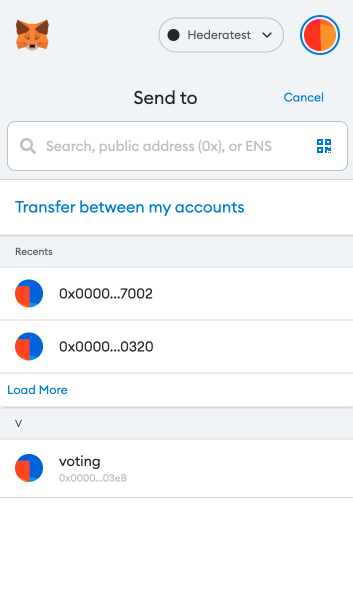 Hederatest
Send to
Cancel
Search, public address (0x), or ENS
Transfer between my accounts
Recents
0x0000...7002
0x0000...0320
Load More
V
voting
0x0000...03eB